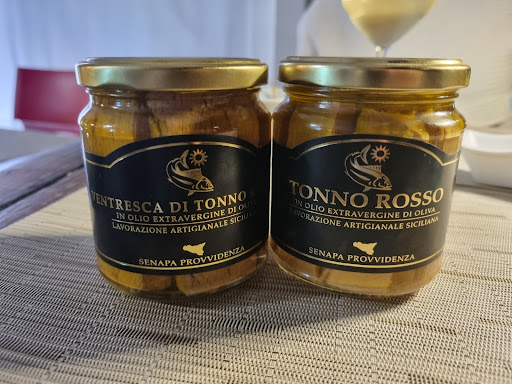 VENTRESCA DI TONNO
IN OLIO EXTRAVERGINE DI OLIVA
LAVORAZIONE ARTIGIANALE SICILIANA
SENAPA PROVVIDENZA
TONNO ROSSO
IN OLIO EXTRAVERGINE DI OLIVA
LAVORAZIONE ARTIGIANALE SICILIANA
SENAPA PROVVIDENZA